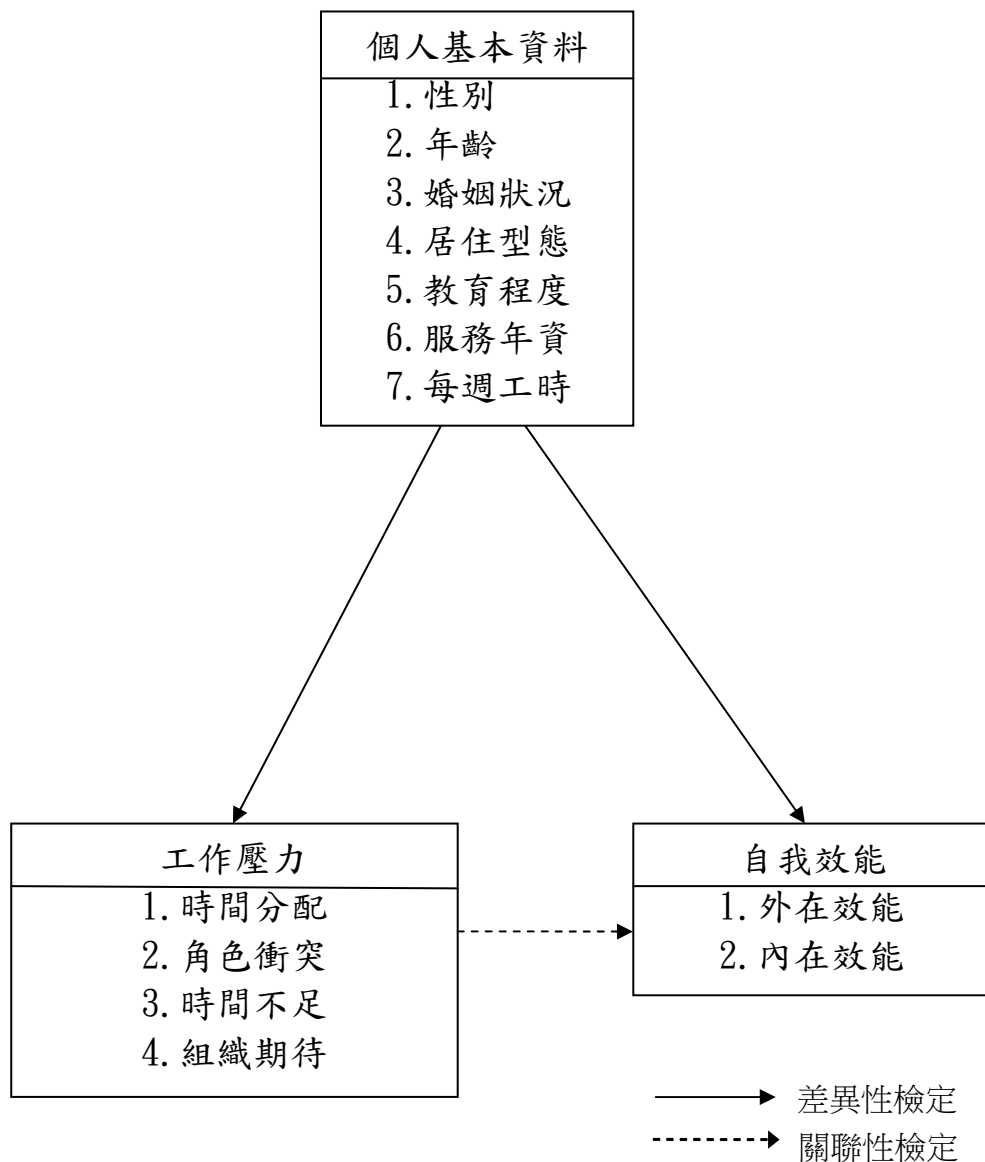 個人基本資料
1.性別
2.年齡
3.婚姻狀況
4.居住型態
5.教育程度
6.服務年資
7.每週工時
工作壓力
1.時間分配
2.角色衝突
3.時間不足
4.組織期待
自我效能
1.外在效能
2.內在效能
差異性檢定
關聯性檢定